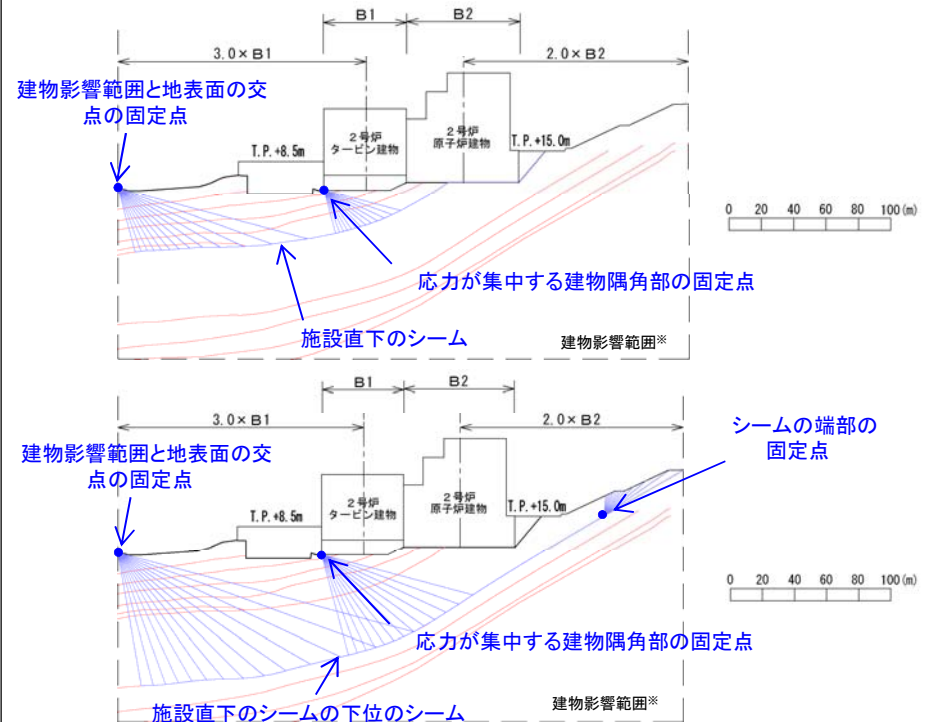 B1
B2
3.0×B1
2.0×B2
建物影響範囲と地表面の交
点の固定点
2号炉
タービン建物
2号炉
原子炉建物
T.P.+8.5m
T.P.+15.0m
0 20 40 60 80 100(m)
応力が集中する建物隅角部の固定点
施設直下のシーム
建物影響範囲※
B1
B2
3.0×B1
2.0×B2
シームの端部の
固定点
建物影響範囲と地表面の交
点の固定点
2号炉
タービン建物
2号炉
原子炉建物
T.P.+8.5m
T.P.+15.0m
0 20 40 60 80 100(m)
応力が集中する建物隅角部の固定点
施設直下のシームの下位のシーム
建物影響範囲※